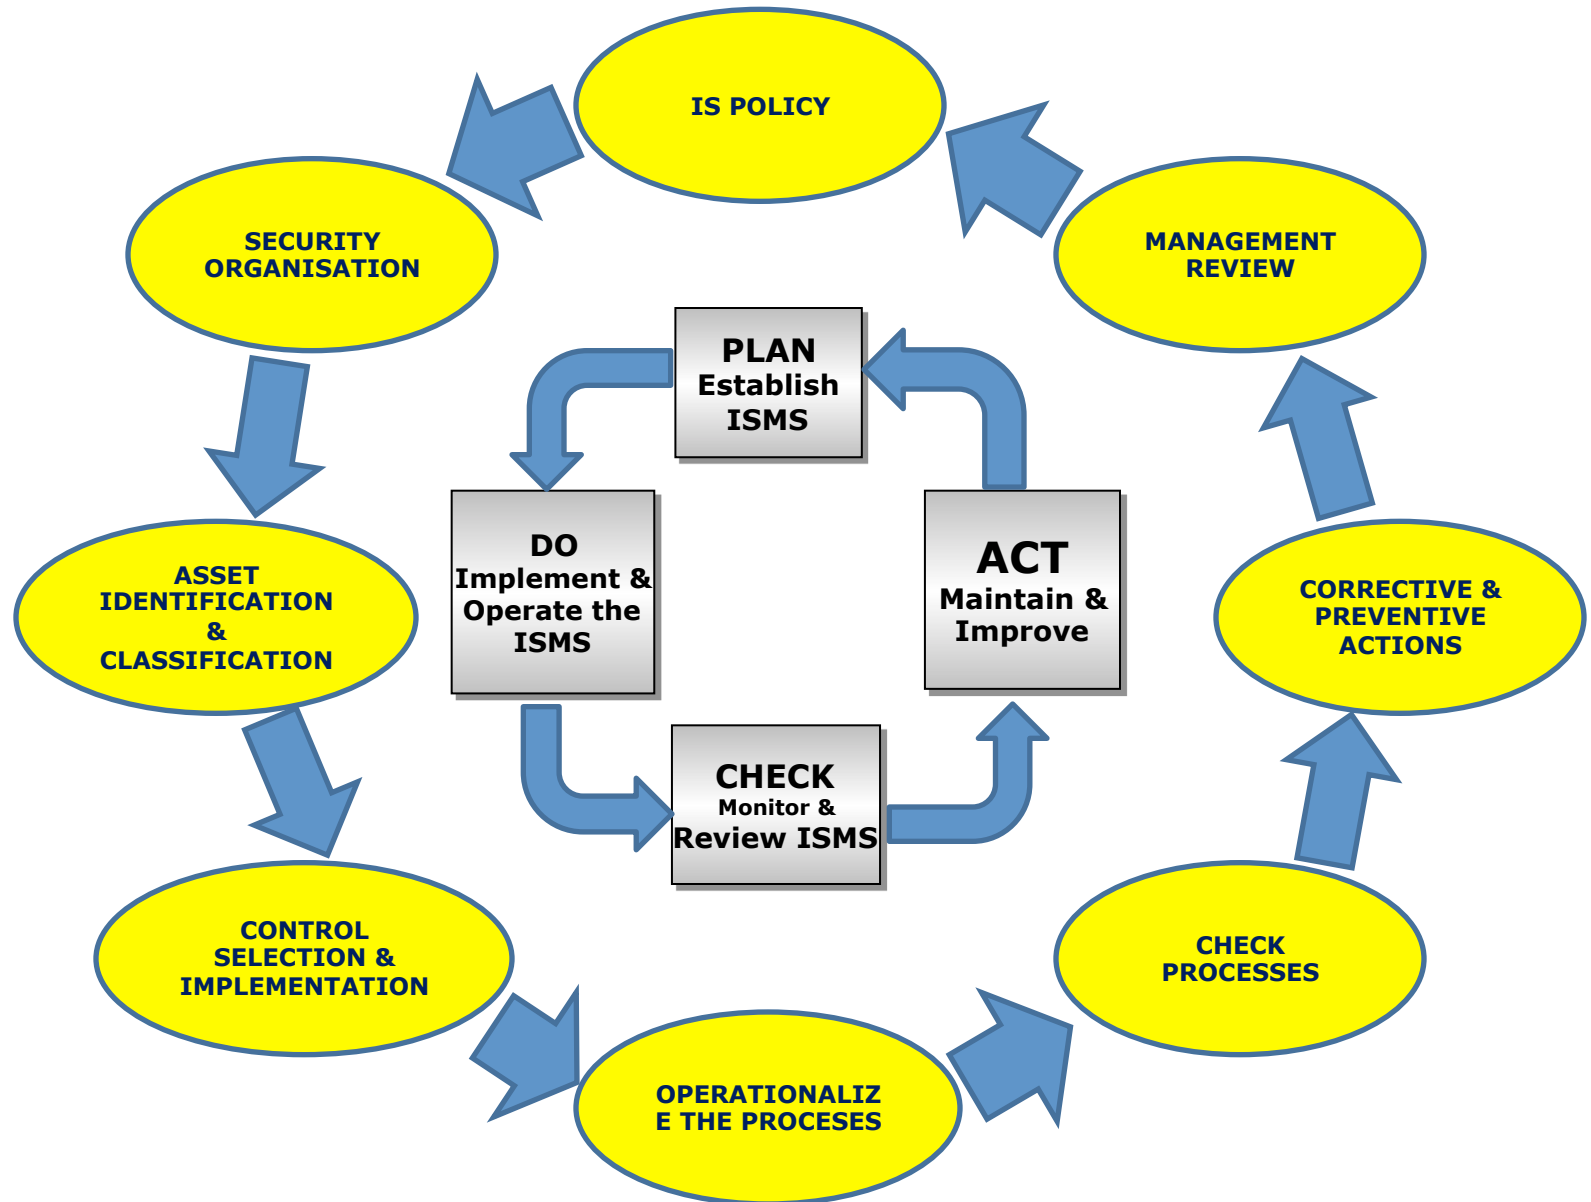 IS POLICY
SECURITY
ORGANISATION
MANAGEMENT
REVIEW
PLAN
Establish
ISMS
DO
Implement &
Operate the
ISMS
ACT
Maintain &
Improve
ASSET
IDENTIFICATION
&
CLASSIFICATION
CORRECTIVE &
PREVENTIVE
ACTIONS
CHECK
Monitor &
Review ISMS
CONTROL
SELECTION &
IMPLEMENTATION
CHECK
PROCESSES
OPERATIONALIZ
E THE PROCESES